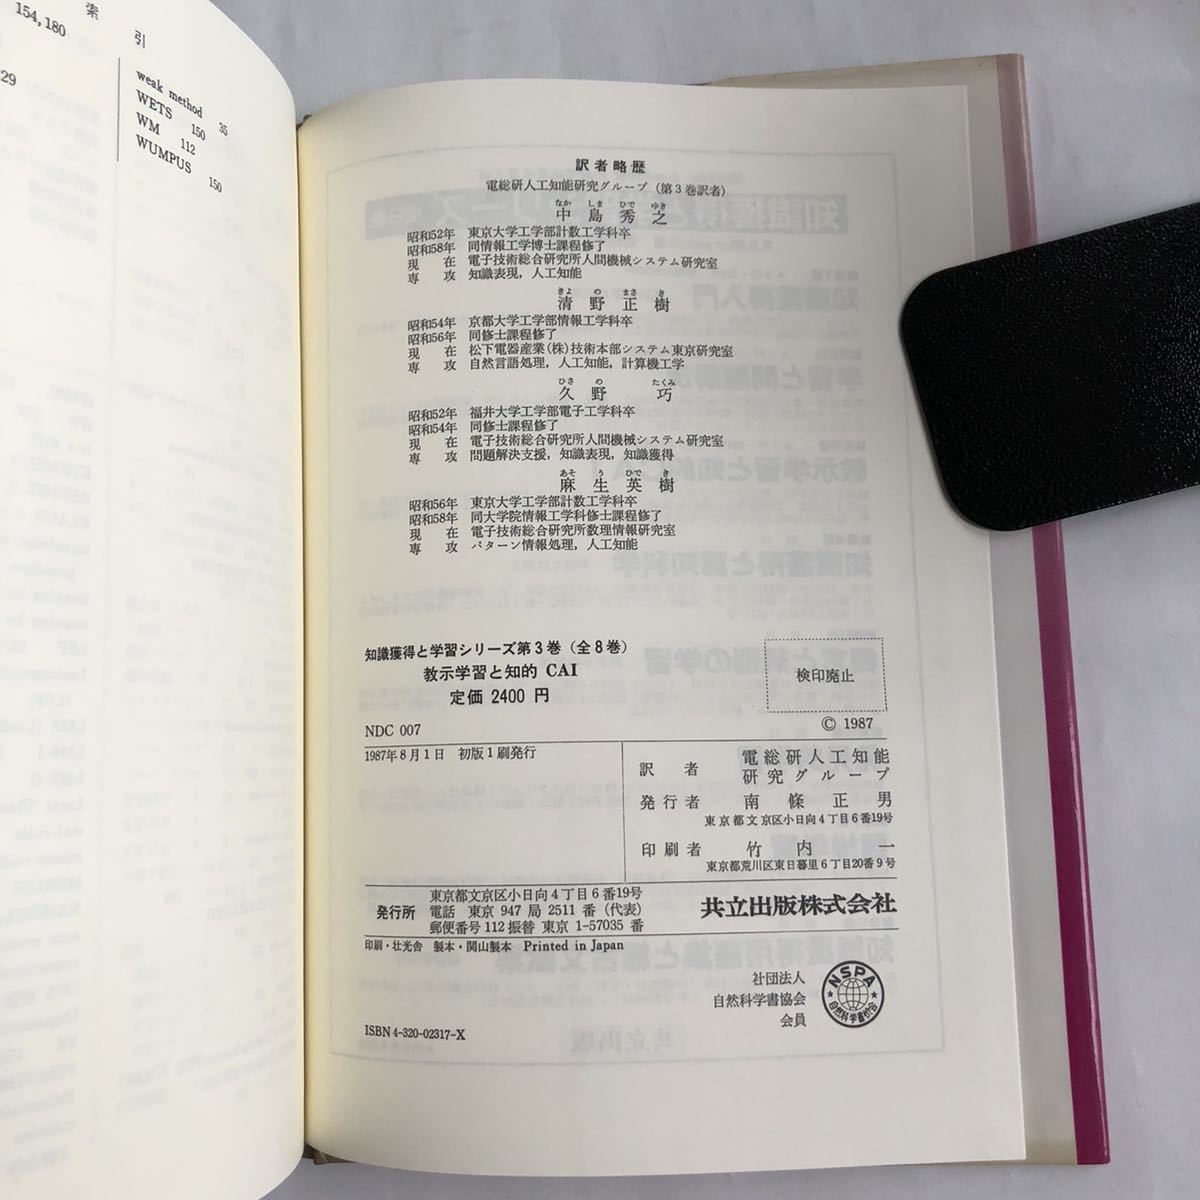 索引
154, 180
29
weak method 35
WETS 150
WM 112
WUMPUS 150
訳者略歴
電総研人工知能研究グループ (第3巻訳者)
なか しま ひで ゆき
中島秀之
昭和52年 東京大学工学部計数工学科卒
昭和58年 同情報工学博士課程修了
現在 電子技術総合研究所人間機械システム研究室
専攻 知識表現，人工知能
きよ の まさ き
清野正樹
昭和54年 京都大学工学部情報工学科卒
昭和56年 同修士課程修了
現在 松下電器産業(株)技術本部システム東京研究室
専攻 自然言語処理，人工知能，計算機工学
ひさ の たくみ
久野巧
昭和52年 福井大学工学部電子工学科卒
昭和54年 同修士課程修了
現在 電子技術総合研究所人間機械システム研究室
専攻 問題解決支援，知識表現，知識獲得
あそ う ひで き
麻生英樹
昭和56年 東京大学工学部計数工学科卒
昭和58年 同大学院情報工学科修士課程修了
現在 電子技術総合研究所数理情報研究室
専攻 パターン情報処理，人工知能
知識獲得と学習シリーズ第3巻 (全8巻)
教示学習と知的 CAI
定価 2400 円
検印廃止
NDC 007
© 1987
1987年8月1日 初版1刷発行
訳者 電総研人工知能
研究グループ
発行者 南條正男
東京都文京区小日向4丁目6番19号
印刷者 竹内一
東京都荒川区東日暮里6丁目20番9号
発行所
東京都文京区小日向4丁目6番19号
電話 東京 947 局 2511 番 (代表)
郵便番号112振替 東京 1-57035 番
共立出版株式会社
印刷・壮光舎 製本・関山製本 Printed in Japan
社団法人
自然科学書協会
会員
NSPA
自然科学書協会
ISBN4-320-02317-X